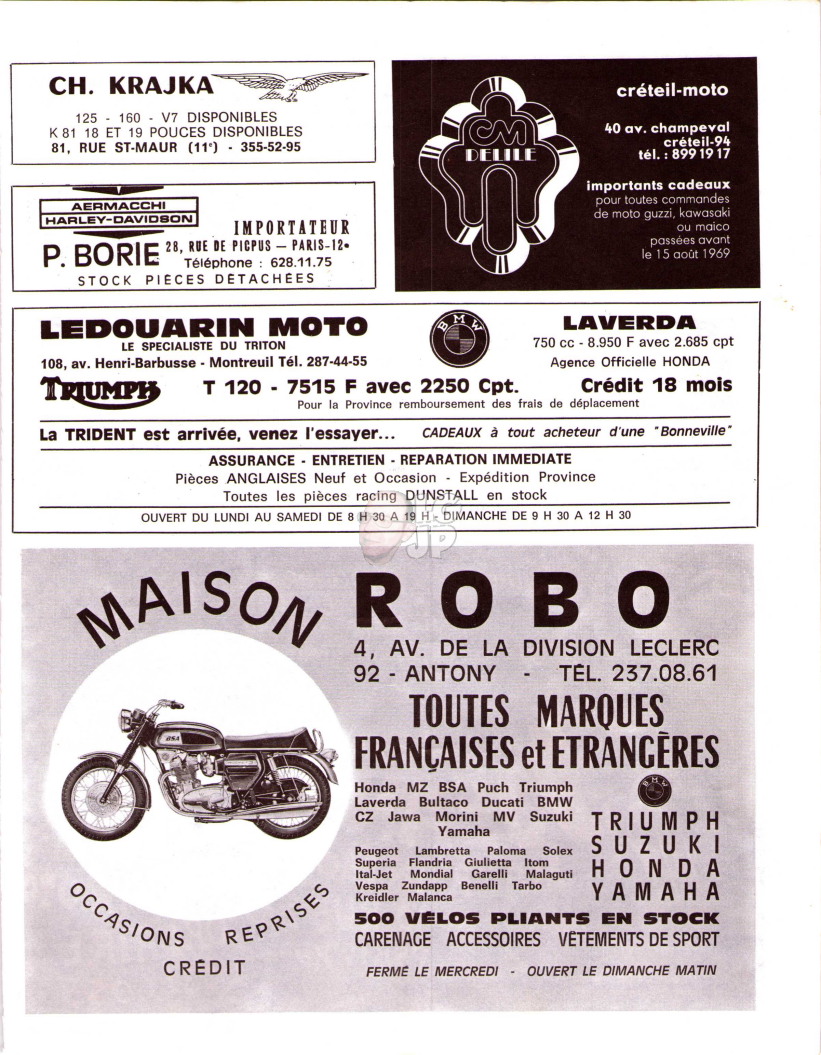 CH. KRAJKA
125 - 160 - V7 DISPONIBLES
K 81 18 ET 19 POUCES DISPONIBLES
81, RUE ST-MAUR (11e) - 355-52-95
AERMACCHI
HARLEY-DAVIDSON
IMPORTATEUR
P. BORIE 28, RUE DE PICPUS — PARIS-12e
Téléphone : 628.11.75
STOCK PIÈCES DÉTACHÉES
CM
DELILE
créteil-moto
40 av. champeval
créteil-94
tél. : 899 19 17
importants cadeaux
pour toutes commandes
de moto guzzi, kawasaki
ou maico
passées avant
le 15 août 1969
LEDOUARIN MOTO
LE SPECIALISTE DU TRITON
108, av. Henri-Barbusse - Montreuil Tél. 287-44-55
BMW
LAVERDA
750 cc - 8.950 F avec 2.685 cpt
Agence Officielle HONDA
TRIUMPH T 120 - 7515 F avec 2250 Cpt. Crédit 18 mois
Pour la Province remboursement des frais de déplacement
La TRIDENT est arrivée, venez l'essayer... CADEAUX à tout acheteur d'une "Bonneville"
ASSURANCE - ENTRETIEN - REPARATION IMMEDIATE
Pièces ANGLAISES Neuf et Occasion - Expédition Province
Toutes les pièces racing DUNSTALL en stock
OUVERT DU LUNDI AU SAMEDI DE 8 H 30 A 19 H - DIMANCHE DE 9 H 30 A 12 H 30
JP
MAISON
ROBO
4, AV. DE LA DIVISION LECLERC
92 - ANTONY - TÉL. 237.08.61
TOUTES MARQUES
FRANÇAISES et ETRANGÈRES
BSA
Honda MZ BSA Puch Triumph
Laverda Bultaco Ducati BMW
CZ Jawa Morini MV Suzuki
Yamaha
Peugeot Lambretta Paloma Solex
Superia Flandria Giulietta Itom
Ital-Jet Mondial Garelli Malaguti
Vespa Zundapp Benelli Tarbo
Kreidler Malanca
BMW
TRIUMPH
SUZUKI
HONDA
YAMAHA
OCCASIONS REPRISES
CRÉDIT
500 VÉLOS PLIANTS EN STOCK
CARENAGE ACCESSOIRES VÊTEMENTS DE SPORT
FERMÉ LE MERCREDI - OUVERT LE DIMANCHE MATIN